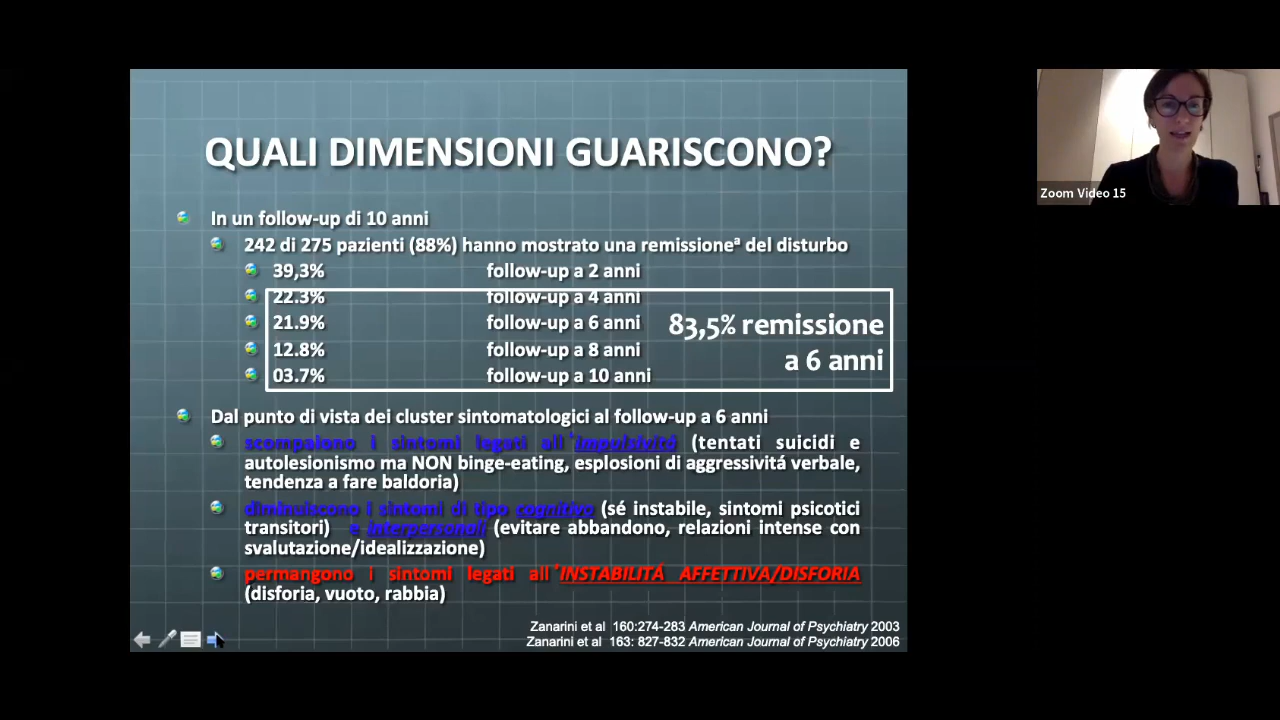 QUALI DIMENSIONI GUARISCONO?
In un follow-up di 10 anni
242 di 275 pazienti (88%) hanno mostrato una remissioneª del disturbo
39,3% follow-up a 2 anni
22.3% follow-up a 4 anni
21.9% follow-up a 6 anni
12.8% follow-up a 8 anni
03.7% follow-up a 10 anni
83,5% remissione
a 6 anni
Dal punto di vista dei cluster sintomatologici al follow-up a 6 anni
scompaiono i sintomi legati all'impulsivitá (tentati suicidi e
autolesionismo ma NON binge-eating, esplosioni di aggressivitá verbale,
tendenza a fare baldoria)
diminuiscono i sintomi di tipo cognitivo (sé instabile, sintomi psicotici
transitori) e interpersonali (evitare abbandono, relazioni intense con
svalutazione/idealizzazione)
permangono i sintomi legati all'INSTABILITÁ AFFETTIVA/DISFORIA
(disforia, vuoto, rabbia)
Zanarini et al 160:274-283 American Journal of Psychiatry 2003
Zanarini et al 163: 827-832 American Journal of Psychiatry 2006
Zoom Video 15